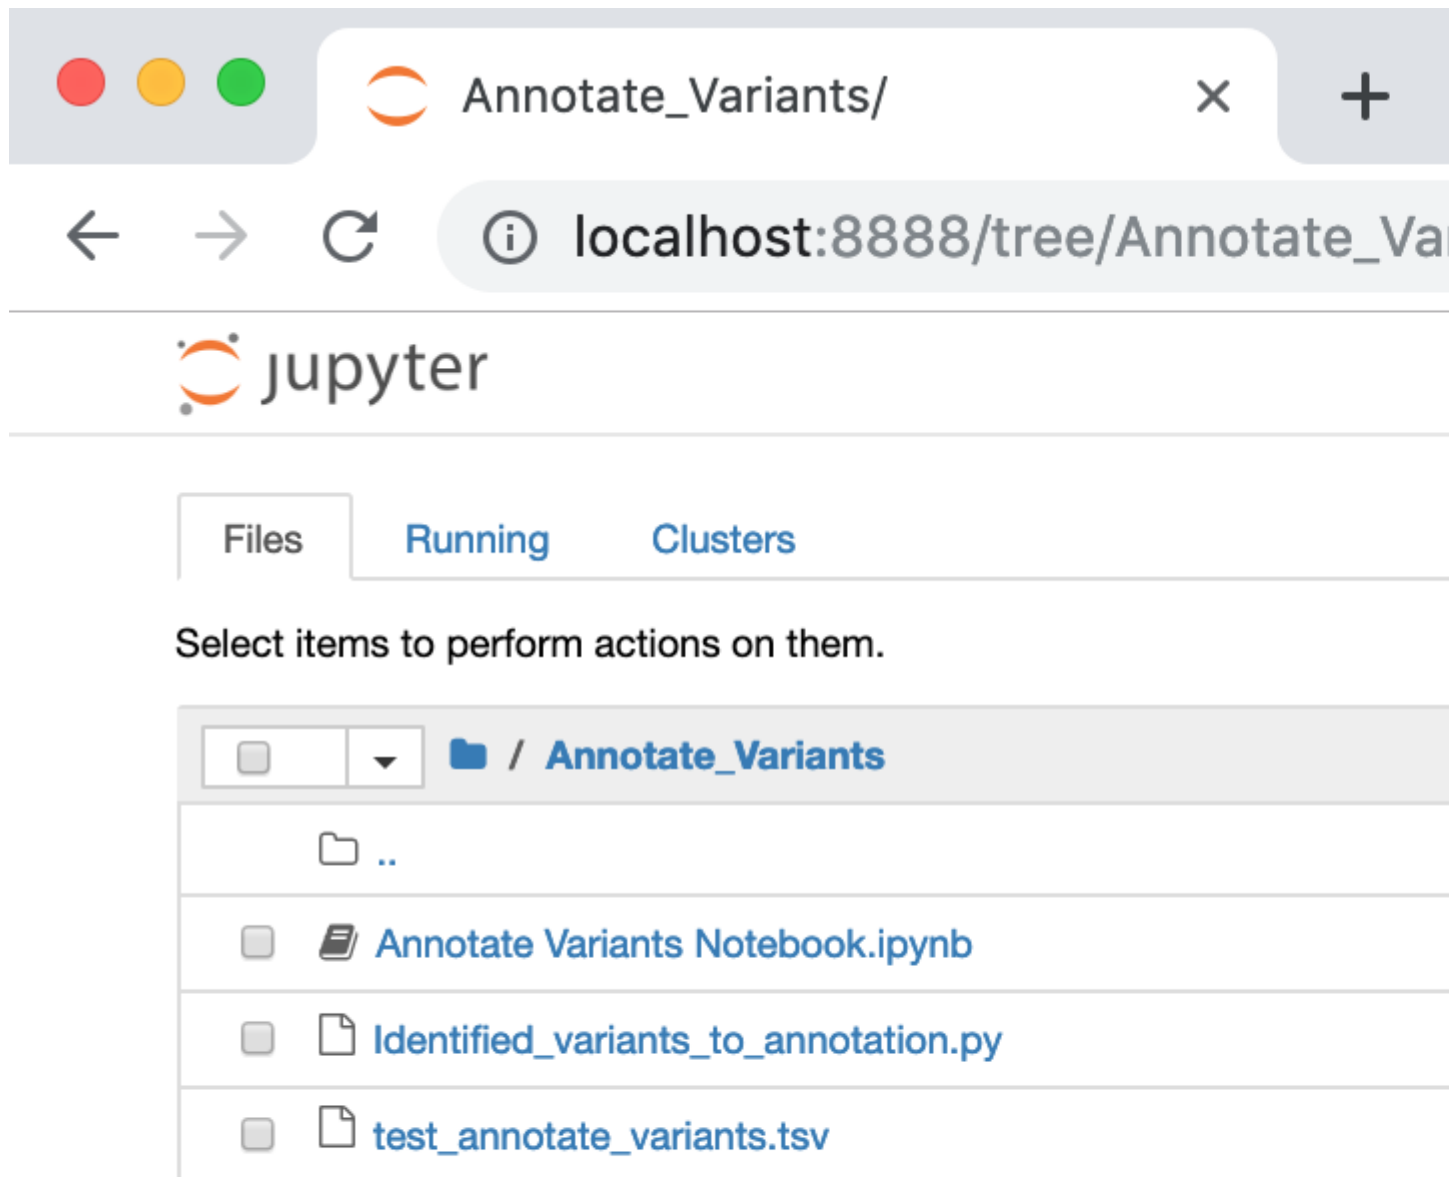 Annotate_Variants/
localhost:8888/tree/Annotate_Va
jupyter
Files Running Clusters
Select items to perform actions on them.
/ Annotate_Variants
..
Annotate Variants Notebook.ipynb
Identified_variants_to_annotation.py
test_annotate_variants.tsv